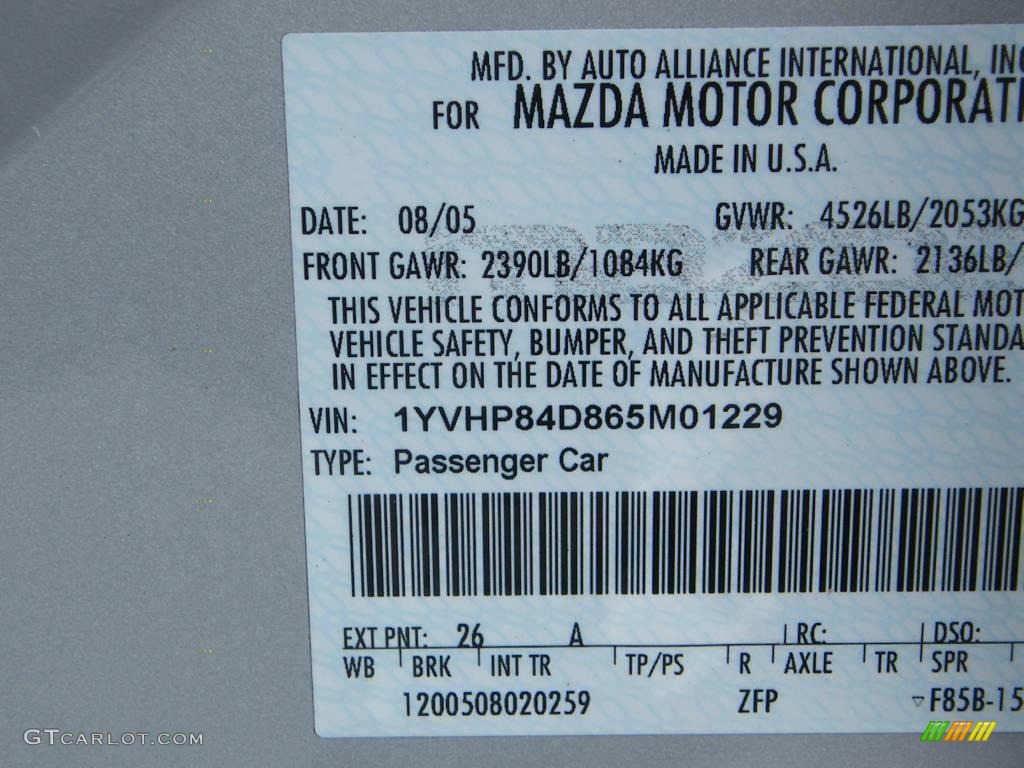 MFD. BY AUTO ALLIANCE INTERNATIONAL, INC
FOR MAZDA MOTOR CORPORATI
MADE IN U.S.A.
DATE: 08/05 GVWR: 4526LB/2053KG
FRONT GAWR: 2390LB/1084KG REAR GAWR: 2136LB/
THIS VEHICLE CONFORMS TO ALL APPLICABLE FEDERAL MOT
VEHICLE SAFETY, BUMPER, AND THEFT PREVENTION STANDA
IN EFFECT ON THE DATE OF MANUFACTURE SHOWN ABOVE.
VIN: 1YVHP84D865M01229
TYPE: Passenger Car
EXT PNT: 26 A RC: DSO:
WB BRK INT TR TP/PS R AXLE TR SPR
1200508020259 ZFP ▽F85B-15
GTCARLOT.COM